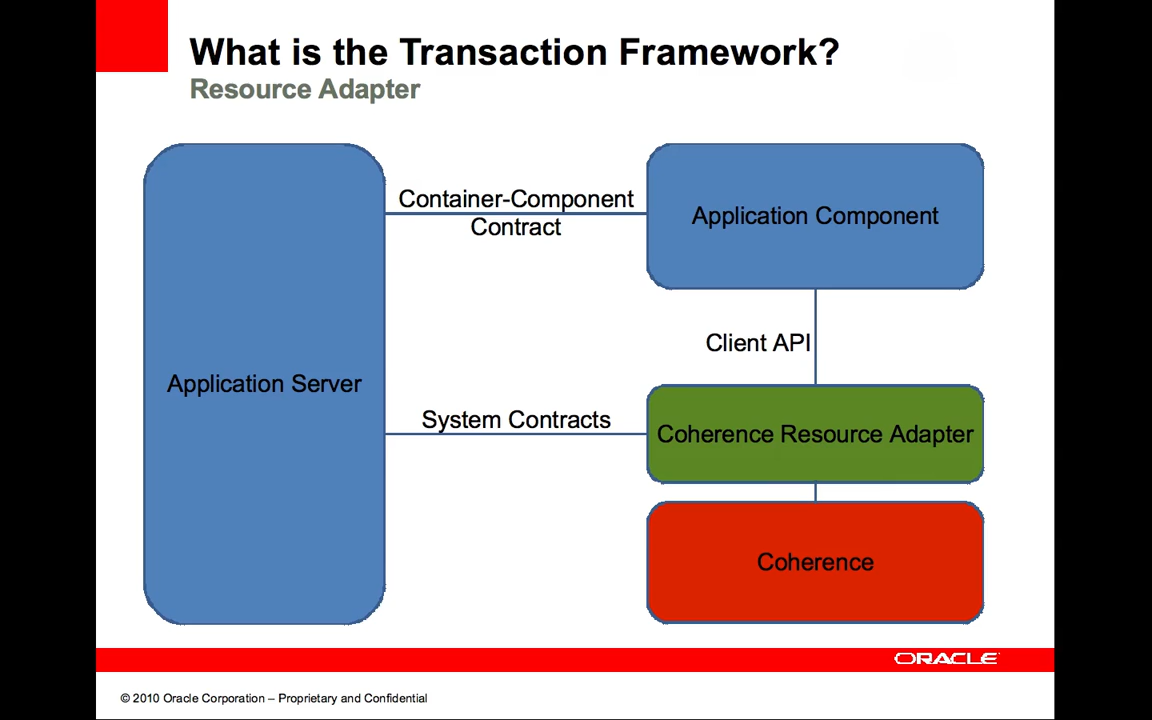 What is the Transaction Framework?
Resource Adapter
Container-Component
Contract
Application Component
Client API
Application Server
System Contracts
Coherence Resource Adapter
Coherence
ORACLE
© 2010 Oracle Corporation – Proprietary and Confidential